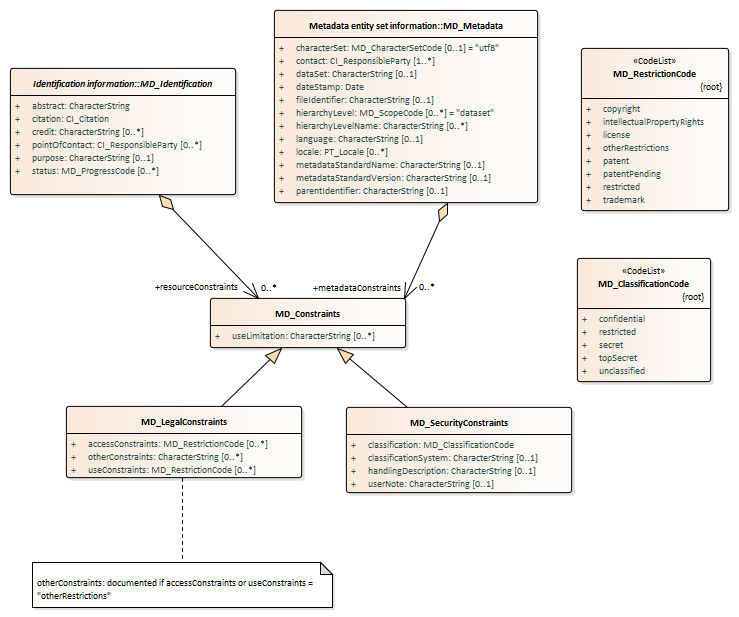 Identification information::MD_Identification
+ abstract: CharacterString
+ citation: CI_Citation
+ credit: CharacterString [0..*]
+ pointOfContact: CI_ResponsibleParty [0..*]
+ purpose: CharacterString [0..1]
+ status: MD_ProgressCode [0..*]
Metadata entity set information::MD_Metadata
+ characterSet: MD_CharacterSetCode [0..1] = "utf8"
+ contact: CI_ResponsibleParty [1..*]
+ dataSet: CharacterString [0..1]
+ dateStamp: Date
+ fileIdentifier: CharacterString [0..1]
+ hierarchyLevel: MD_ScopeCode [0..*] = "dataset"
+ hierarchyLevelName: CharacterString [0..*]
+ language: CharacterString [0..1]
+ locale: PT_Locale [0..*]
+ metadataStandardName: CharacterString [0..1]
+ metadataStandardVersion: CharacterString [0..1]
+ parentIdentifier: CharacterString [0..1]
«CodeList»
MD_RestrictionCode
{root}
+ copyright
+ intellectualPropertyRights
+ license
+ otherRestrictions
+ patent
+ patentPending
+ restricted
+ trademark
+resourceConstraints 0..*
+metadataConstraints 0..*
MD_Constraints
+ useLimitation: CharacterString [0..*]
«CodeList»
MD_ClassificationCode
{root}
+ confidential
+ restricted
+ secret
+ topSecret
+ unclassified
MD_LegalConstraints
+ accessConstraints: MD_RestrictionCode [0..*]
+ otherConstraints: CharacterString [0..*]
+ useConstraints: MD_RestrictionCode [0..*]
MD_SecurityConstraints
+ classification: MD_ClassificationCode
+ classificationSystem: CharacterString [0..1]
+ handlingDescription: CharacterString [0..1]
+ userNote: CharacterString [0..1]
otherConstraints: documented if accessConstraints or useConstraints =
"otherRestrictions"